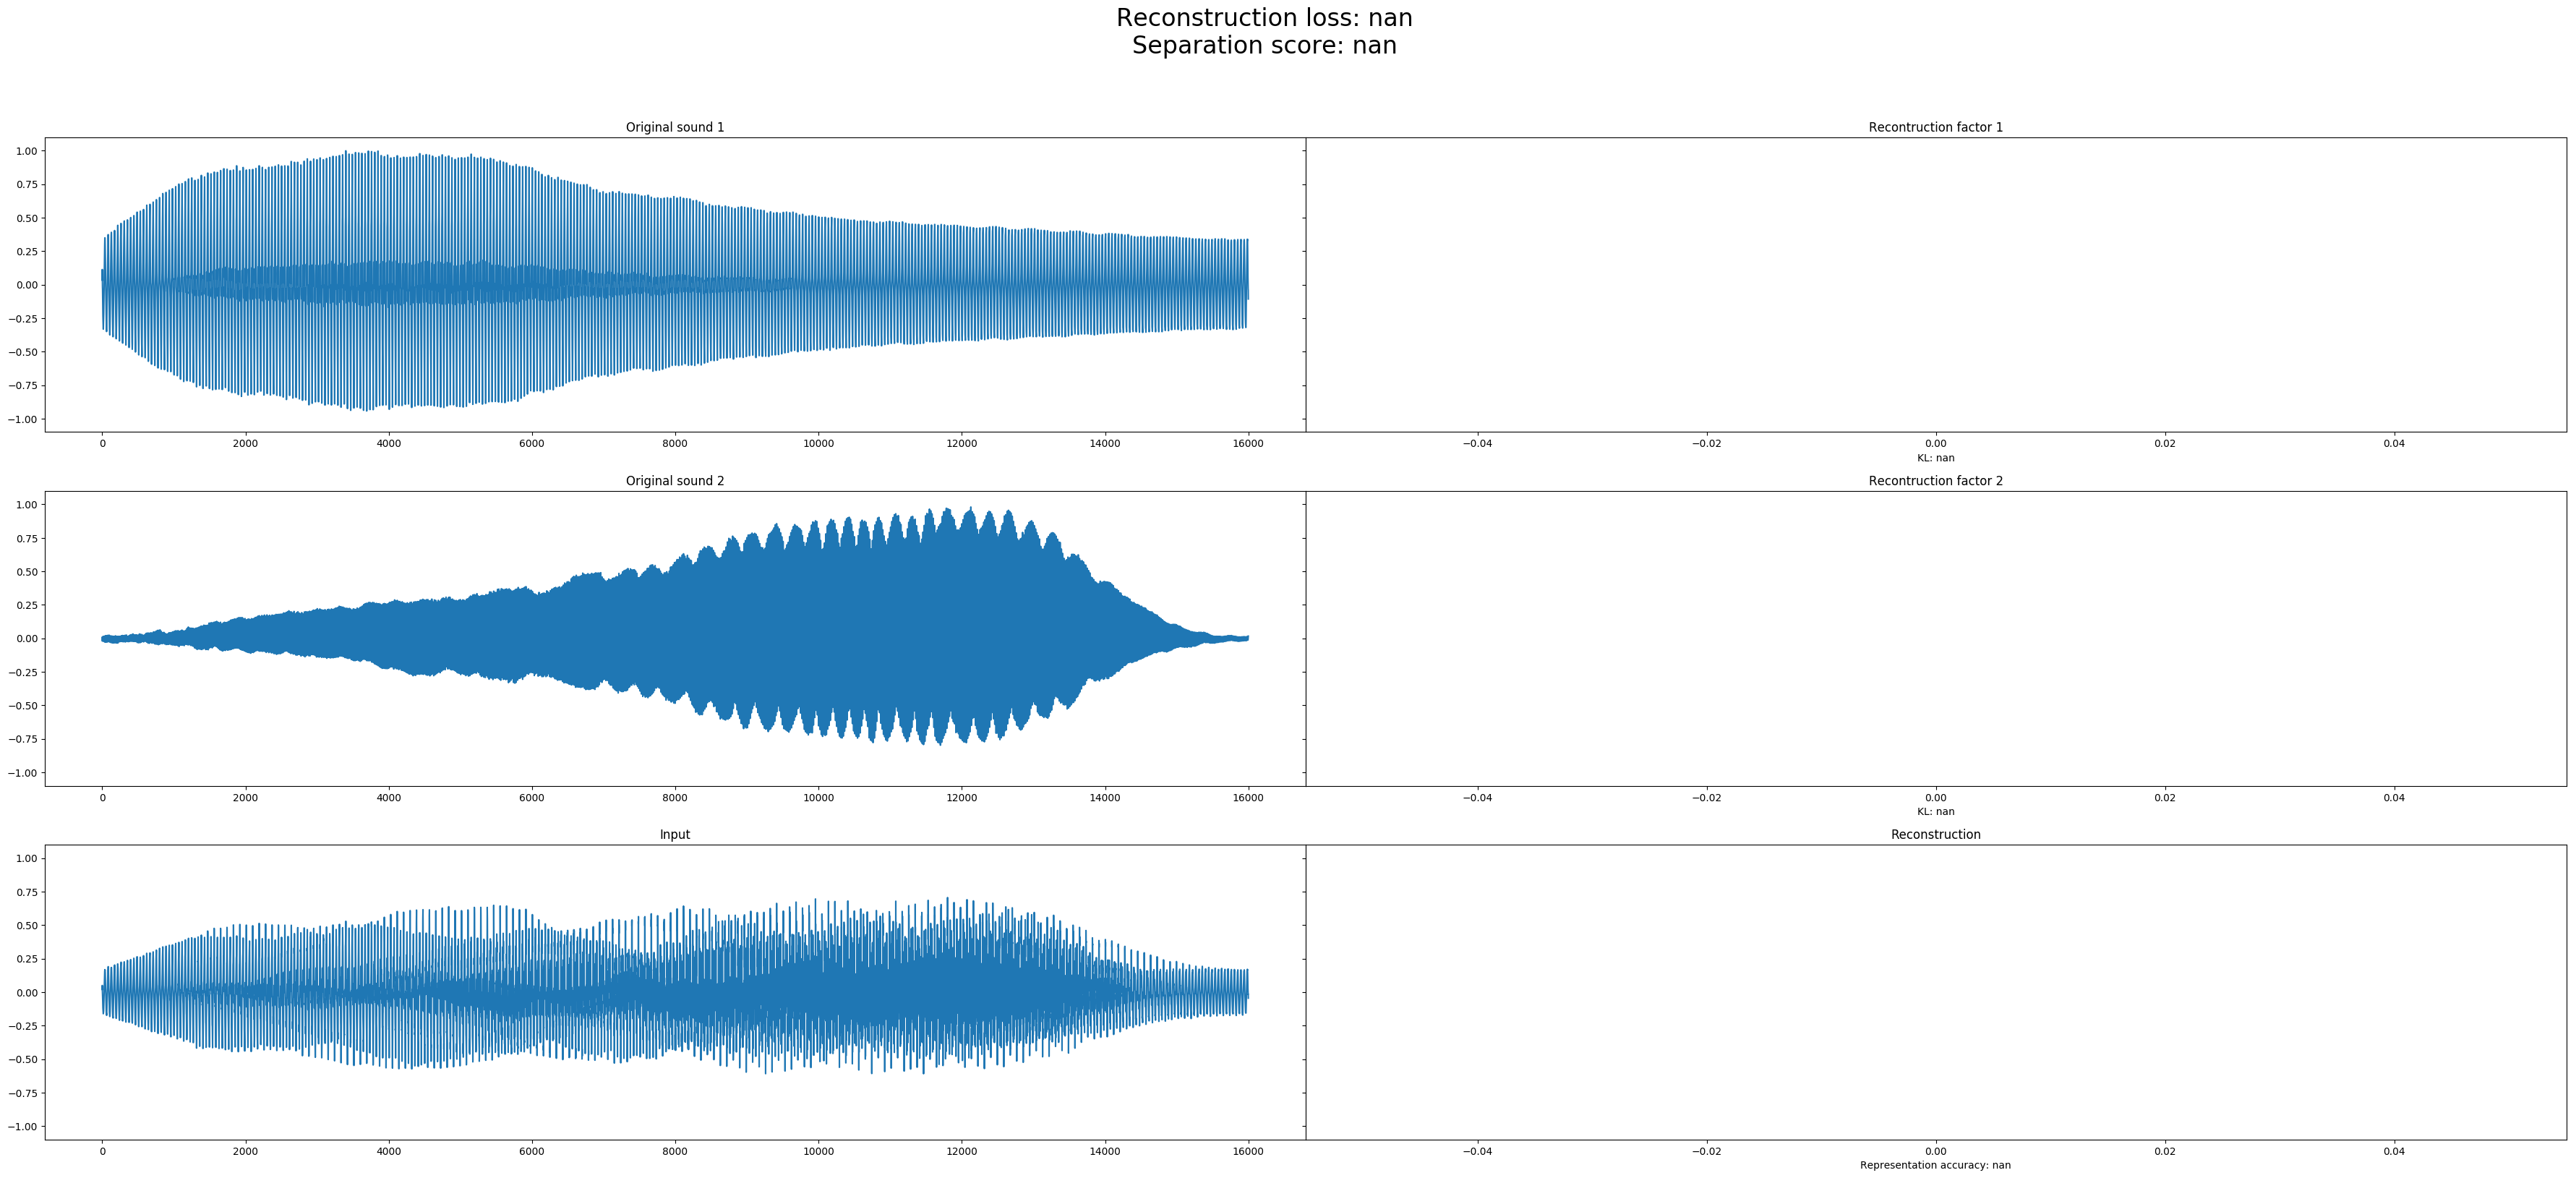 Reconstruction loss: nan
Separation score: nan
Original sound 1
Recontruction factor 1
1.00
0.75
0.50
0.25
0.00
−0.25
−0.50
−0.75
−1.00
0 2000 4000 6000 8000 10000 12000 14000 16000
−0.04 −0.02 0.00 0.02 0.04
KL: nan
Original sound 2
Recontruction factor 2
1.00
0.75
0.50
0.25
0.00
−0.25
−0.50
−0.75
−1.00
0 2000 4000 6000 8000 10000 12000 14000 16000
−0.04 −0.02 0.00 0.02 0.04
KL: nan
Input
Reconstruction
1.00
0.75
0.50
0.25
0.00
−0.25
−0.50
−0.75
−1.00
0 2000 4000 6000 8000 10000 12000 14000 16000
−0.04 −0.02 0.00 0.02 0.04
Representation accuracy: nan